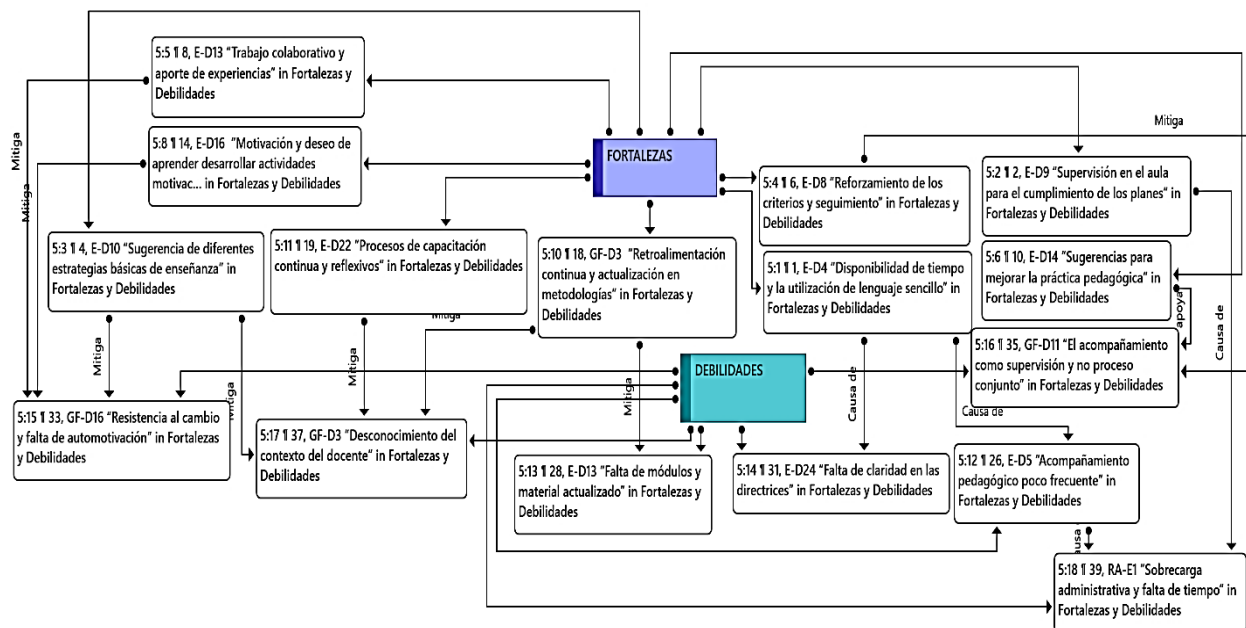 5:5 ¶ 8, E-D13 “Trabajo colaborativo y
aporte de experiencias” in Fortalezas y
Debilidades
Mitiga
5:8 ¶ 14, E-D16 “Motivación y deseo de
aprender desarrollar actividades
motivac... in Fortalezas y Debilidades
Mitiga
FORTALEZAS
Mitiga
5:4 ¶ 6, E-D8 “Reforzamiento de los
criterios y seguimiento” in Fortalezas y
Debilidades
5:2 ¶ 2, E-D9 “Supervisión en el aula
para el cumplimiento de los planes” in
Fortalezas y Debilidades
5:3 ¶ 4, E-D10 “Sugerencia de diferentes
estrategias básicas de enseñanza” in
Fortalezas y Debilidades
5:11 ¶ 19, E-D22 “Procesos de capacitación
continua y reflexivos” in Fortalezas y
Debilidades
5:10 ¶ 18, GF-D3 “Retroalimentación
continua y actualización en
metodologías” in Fortalezas y
Debilidades
5:1 ¶ 1, E-D4 “Disponibilidad de tiempo
y la utilización de lenguaje sencillo” in
Fortalezas y Debilidades
5:6 ¶ 10, E-D14 “Sugerencias para
mejorar la práctica pedagógica” in
Fortalezas y Debilidades
Mitiga
apoya
Causa de
Mitiga
Mitiga
Mitiga
Mitiga
DEBILIDADES
Causa de
Causa de
5:16 ¶ 35, GF-D11 “El acompañamiento
como supervisión y no proceso
conjunto” in Fortalezas y Debilidades
5:15 ¶ 33, GF-D16 “Resistencia al cambio
y falta de automotivación” in Fortalezas
y Debilidades
5:17 ¶ 37, GF-D3 “Desconocimiento del
contexto del docente” in Fortalezas y
Debilidades
5:13 ¶ 28, E-D13 “Falta de módulos y
material actualizado” in Fortalezas y
Debilidades
5:14 ¶ 31, E-D24 “Falta de claridad en las
directrices” in Fortalezas y Debilidades
5:12 ¶ 26, E-D5 “Acompañamiento
pedagógico poco frecuente” in
Fortalezas y Debilidades
5:18 ¶ 39, RA-E1 “Sobrecarga
administrativa y falta de tiempo” in
Fortalezas y Debilidades